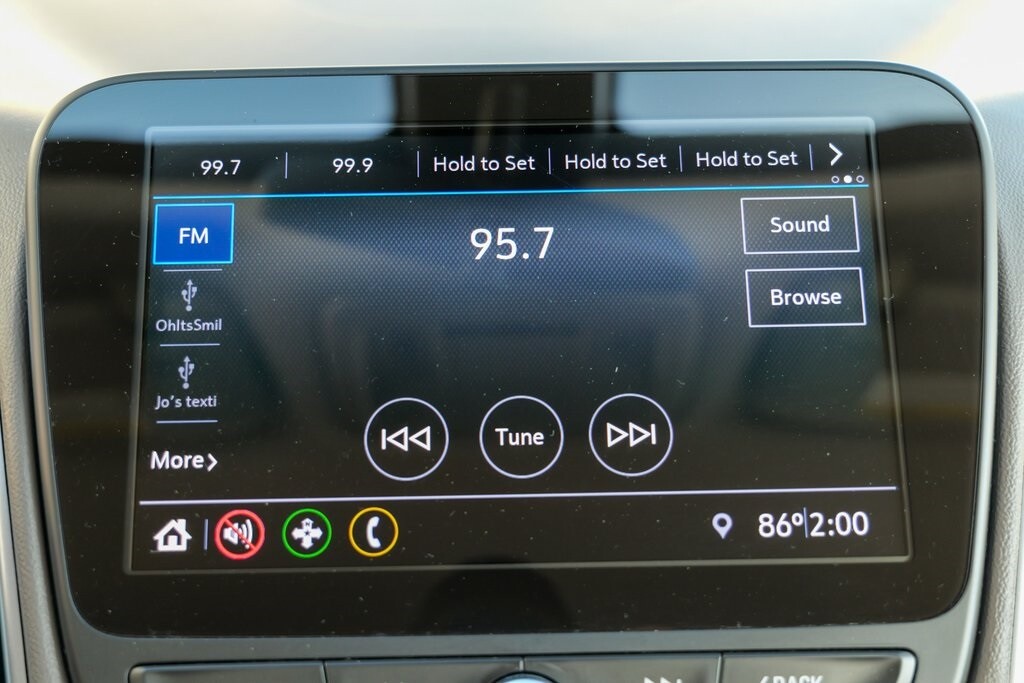 99.7 99.9 Hold to Set Hold to Set Hold to Set
FM
95.7
Sound
OhItsSmil
Browse
Jo's texti
Tune
More
86° 2:00
BACK